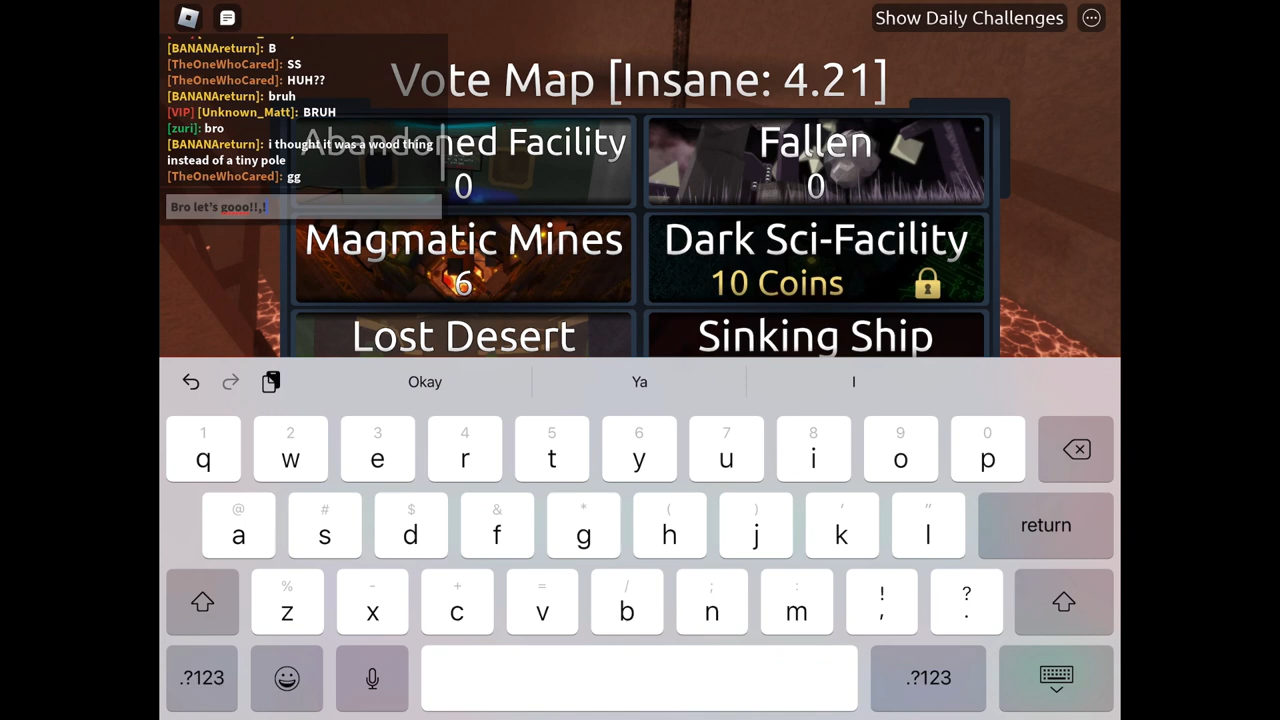 Show Daily Challenges
[BANANAreturn]: B
[TheOneWhoCared]: SS
[TheOneWhoCared]: HUH??
[BANANAreturn]: bruh
[VIP] [Unknown_Matt]: BRUH
[zuri]: bro
[BANANAreturn]: i thought it was a wood thing
instead of a tiny pole
[TheOneWhoCared]: gg
Bro let's gooo!!,!
Vote Map [Insane: 4.21]
Abandoned Facility
0
Fallen
0
Magmatic Mines
6
Dark Sci-Facility
10 Coins
Lost Desert
Sinking Ship
Okay Ya I
1 2 3 4 5 6 7 8 9 0
q w e r t y u i o p
@ # $ & * ( ) ' "
a s d f g h j k l return
% - + = / ; : ! ?
z x c v b n m , .
.?123 .?123